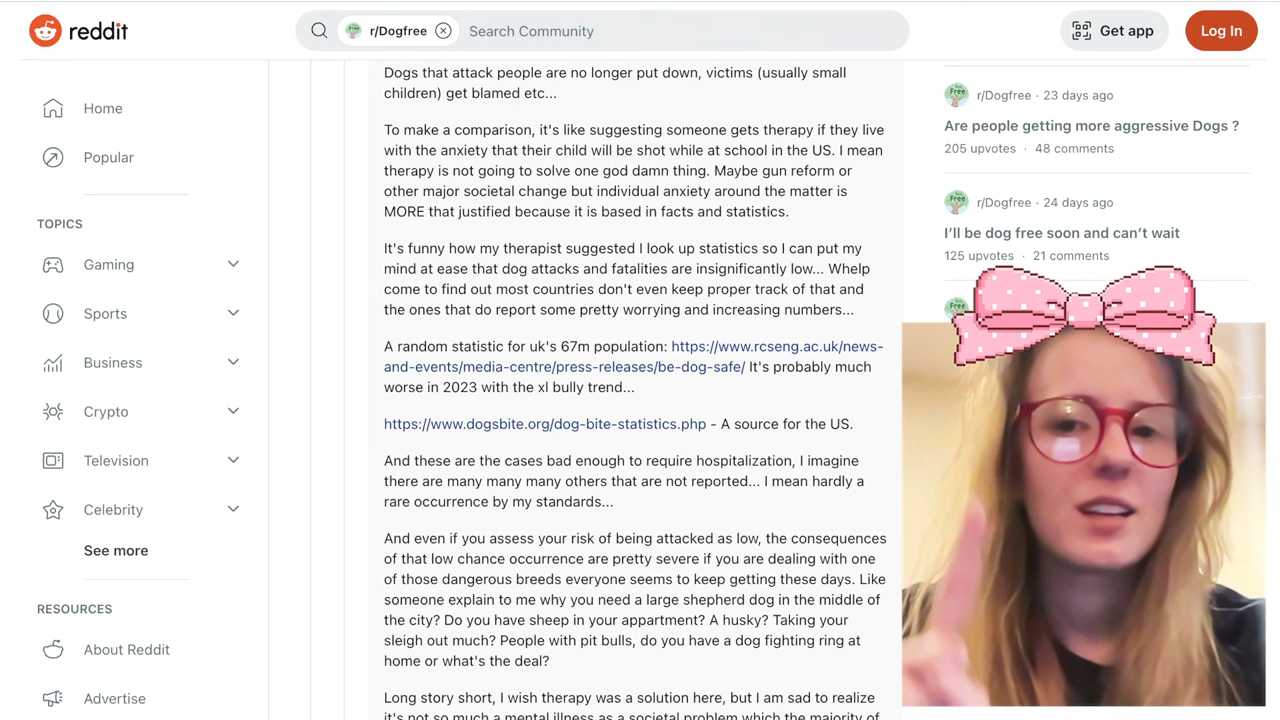 reddit
r/Dogfree
Search Community
Get app
Log In
Home
Popular
TOPICS
Gaming
Sports
Business
Crypto
Television
Celebrity
See more
RESOURCES
About Reddit
Advertise
Dogs that attack people are no longer put down, victims (usually small
children) get blamed etc...
To make a comparison, it's like suggesting someone gets therapy if they live
with the anxiety that their child will be shot while at school in the US. I mean
therapy is not going to solve one god damn thing. Maybe gun reform or
other major societal change but individual anxiety around the matter is
MORE that justified because it is based in facts and statistics.
It's funny how my therapist suggested I look up statistics so I can put my
mind at ease that dog attacks and fatalities are insignificantly low... Whelp
come to find out most countries don't even keep proper track of that and
the ones that do report some pretty worrying and increasing numbers...
A random statistic for uk's 67m population: https://www.rcseng.ac.uk/news-
and-events/media-centre/press-releases/be-dog-safe/ It's probably much
worse in 2023 with the xl bully trend...
https://www.dogsbite.org/dog-bite-statistics.php - A source for the US.
And these are the cases bad enough to require hospitalization, I imagine
there are many many many others that are not reported... I mean hardly a
rare occurrence by my standards...
And even if you assess your risk of being attacked as low, the consequences
of that low chance occurrence are pretty severe if you are dealing with one
of those dangerous breeds everyone seems to keep getting these days. Like
someone explain to me why you need a large shepherd dog in the middle of
the city? Do you have sheep in your appartment? A husky? Taking your
sleigh out much? People with pit bulls, do you have a dog fighting ring at
home or what's the deal?
Long story short, I wish therapy was a solution here, but I am sad to realize
it's not so much a mental illness as a societal problem which the majority of
r/Dogfree · 23 days ago
Are people getting more aggressive Dogs ?
205 upvotes · 48 comments
r/Dogfree · 24 days ago
I'll be dog free soon and can't wait
125 upvotes · 21 comments